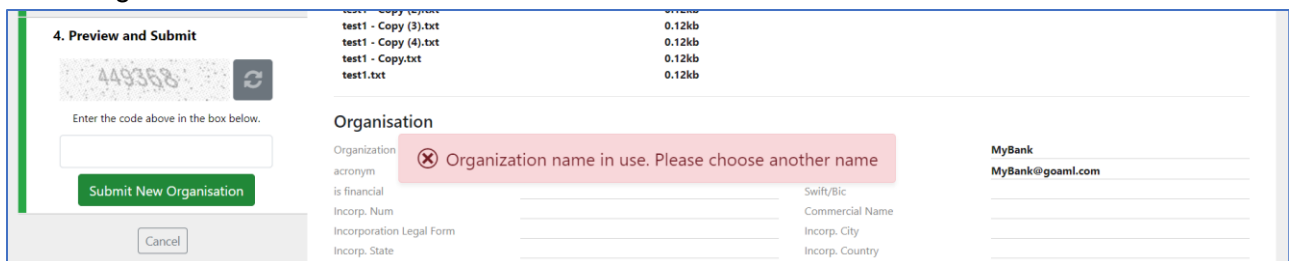 4. Preview and Submit
449368
Enter the code above in the box below.
Submit New Organisation
Cancel
test1 - Copy (3).txt 0.12kb
test1 - Copy (4).txt 0.12kb
test1 - Copy.txt 0.12kb
test1.txt 0.12kb
Organisation
Organization MyBank
Organization name in use. Please choose another name
acronym MyBank@goaml.com
is financial Swift/Bic
Incorp. Num Commercial Name
Incorporation Legal Form Incorp. City
Incorp. State Incorp. Country